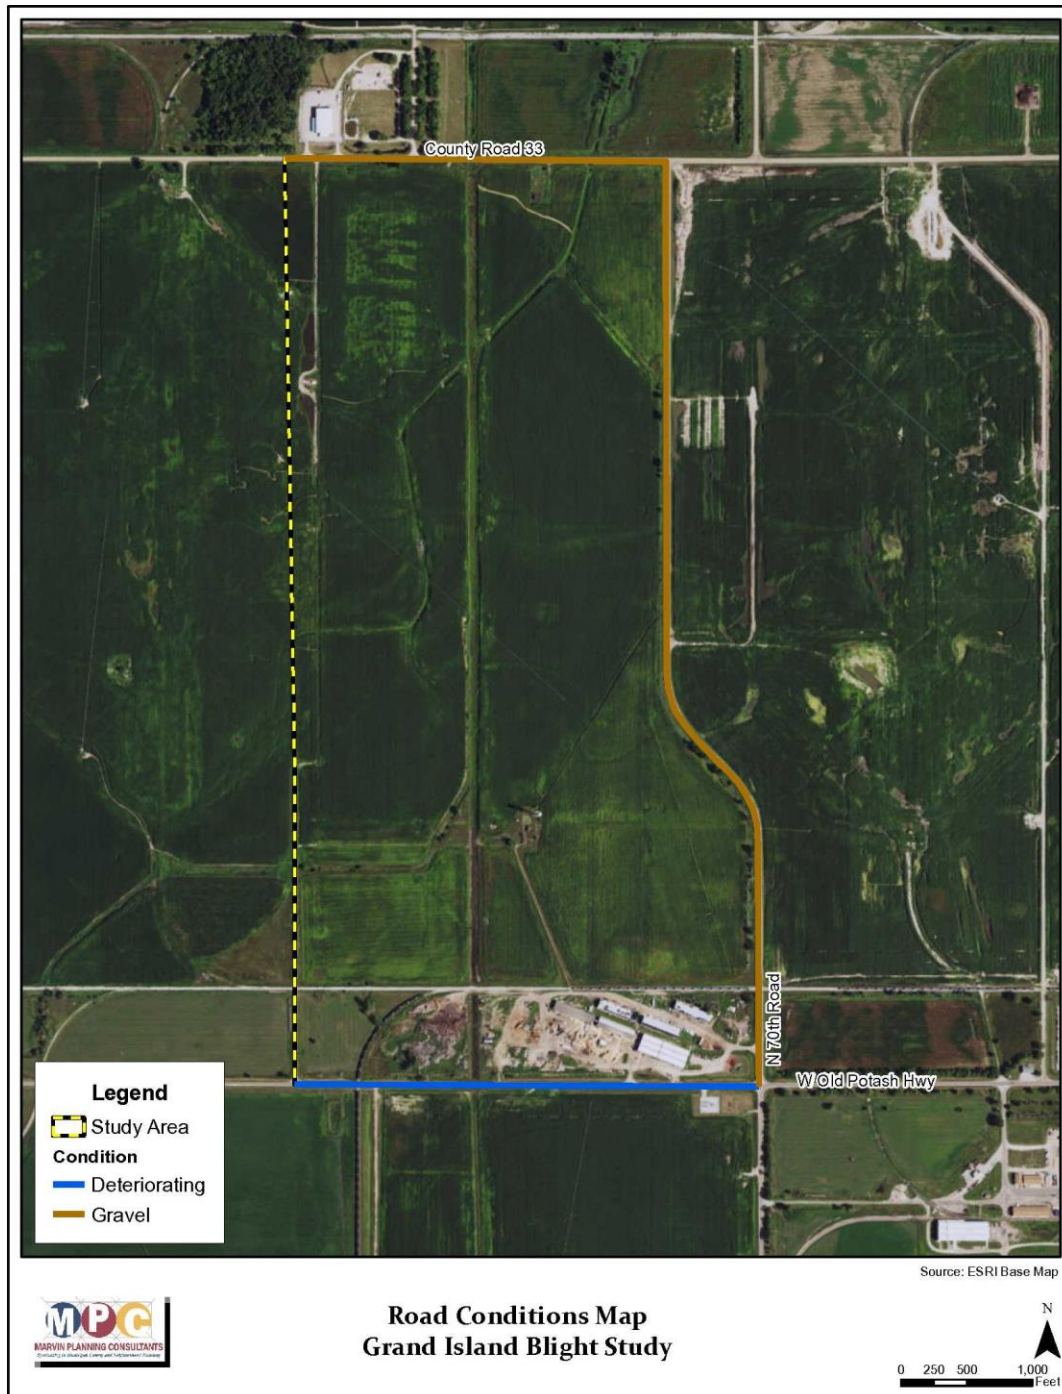 County Road 33
N 70th Road
W Old Potash Hwy
Legend
Study Area
Condition
Deteriorating
Gravel
Source: ESRI Base Map
MPC
MARVIN PLANNING CONSULTANTS
Road Conditions Map
Grand Island Blight Study
N
0 250 500 1,000
Feet